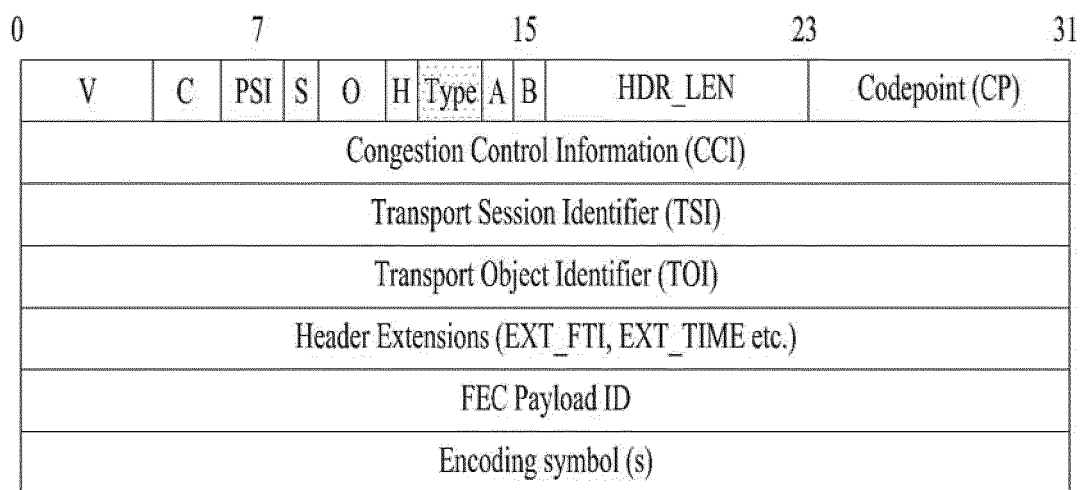 0 7 15 23 31
V C PSI S O H Type A B HDR_LEN Codepoint (CP)
Congestion Control Information (CCI)
Transport Session Identifier (TSI)
Transport Object Identifier (TOI)
Header Extensions (EXT_FTI, EXT_TIME etc.)
FEC Payload ID
Encoding symbol (s)